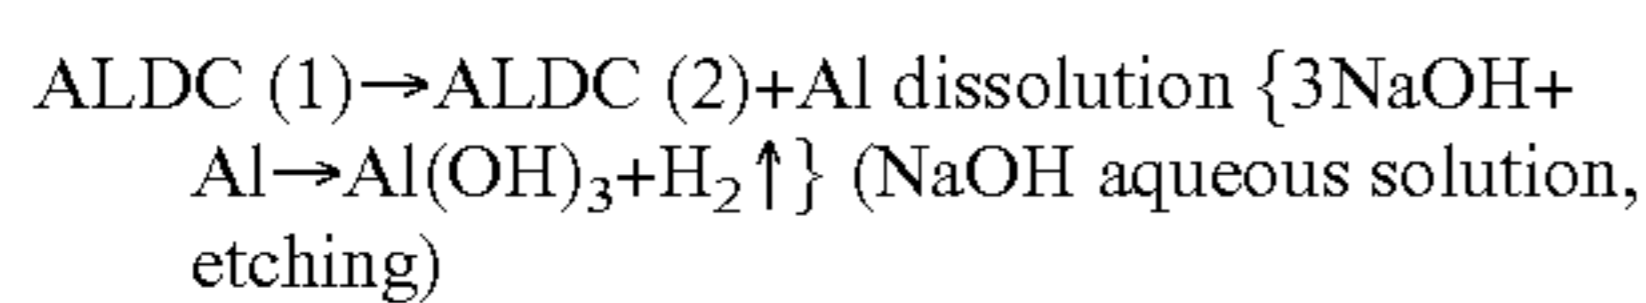 ALDC (1)→ALDC (2)+Al dissolution {3NaOH+
Al→Al(OH)₃+H₂↑} (NaOH aqueous solution,
etching)